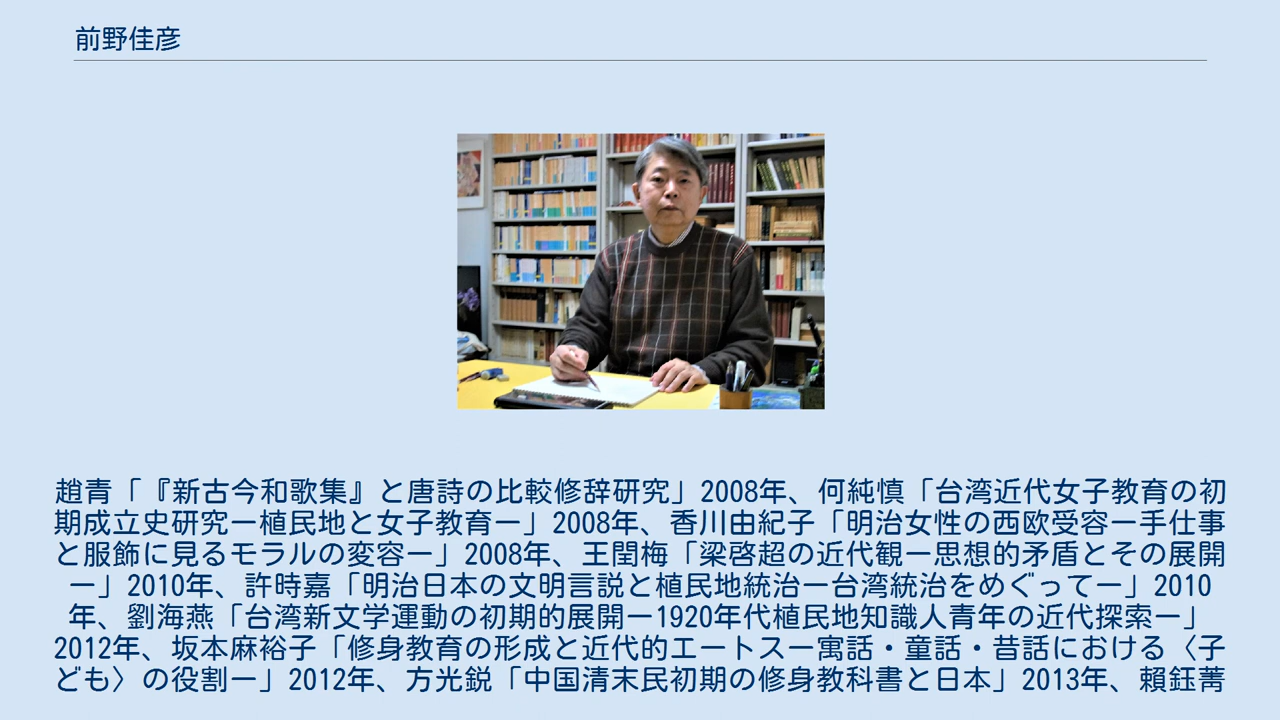 前野佳彦
趙青「『新古今和歌集』と唐詩の比較修辞研究」2008年、何純慎「台湾近代女子教育の初
期成立史研究ー植民地と女子教育ー」2008年、香川由紀子「明治女性の西欧受容ー手仕事
と服飾に見るモラルの変容ー」2008年、王閏梅「梁啓超の近代観ー思想的矛盾とその展開
ー」2010年、許時嘉「明治日本の文明言説と植民地統治ー台湾統治をめぐってー」2010
年、劉海燕「台湾新文学運動の初期的展開ー1920年代植民地知識人青年の近代探索ー」
2012年、坂本麻裕子「修身教育の形成と近代的エートスー寓話・童話・昔話における〈子
ども〉の役割ー」2012年、方光鋭「中国清末民初期の修身教科書と日本」2013年、賴鈺菁